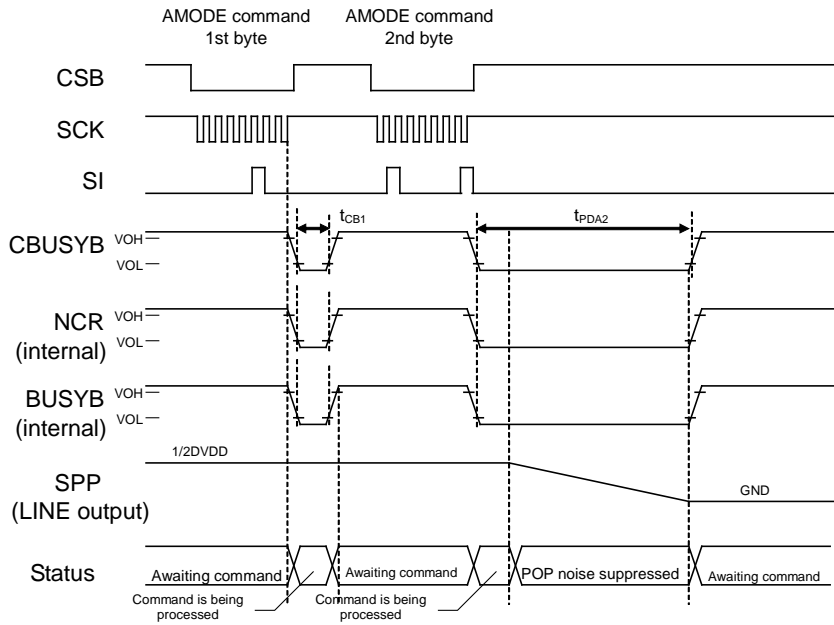 AMODE command
1st byte
AMODE command
2nd byte
CSB
SCK
SI
tCB1
tPDA2
CBUSYB
VOH
VOL
NCR
(internal)
VOH
VOL
BUSYB
(internal)
VOH
VOL
1/2DVDD
SPP
(LINE output)
GND
Status
Awaiting command
Awaiting command
POP noise suppressed
Awaiting command
Command is being
processed
Command is being
processed